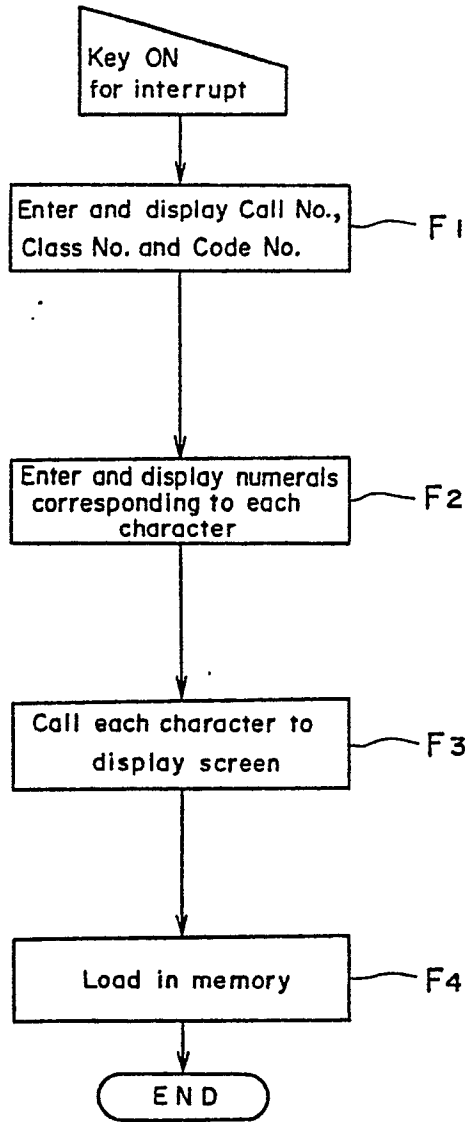 Key ON
for interrupt
Enter and display Call No.,
Class No. and Code No.
F1
Enter and display numerals
corresponding to each
character
F2
Call each character to
display screen
F3
Load in memory
F4
END